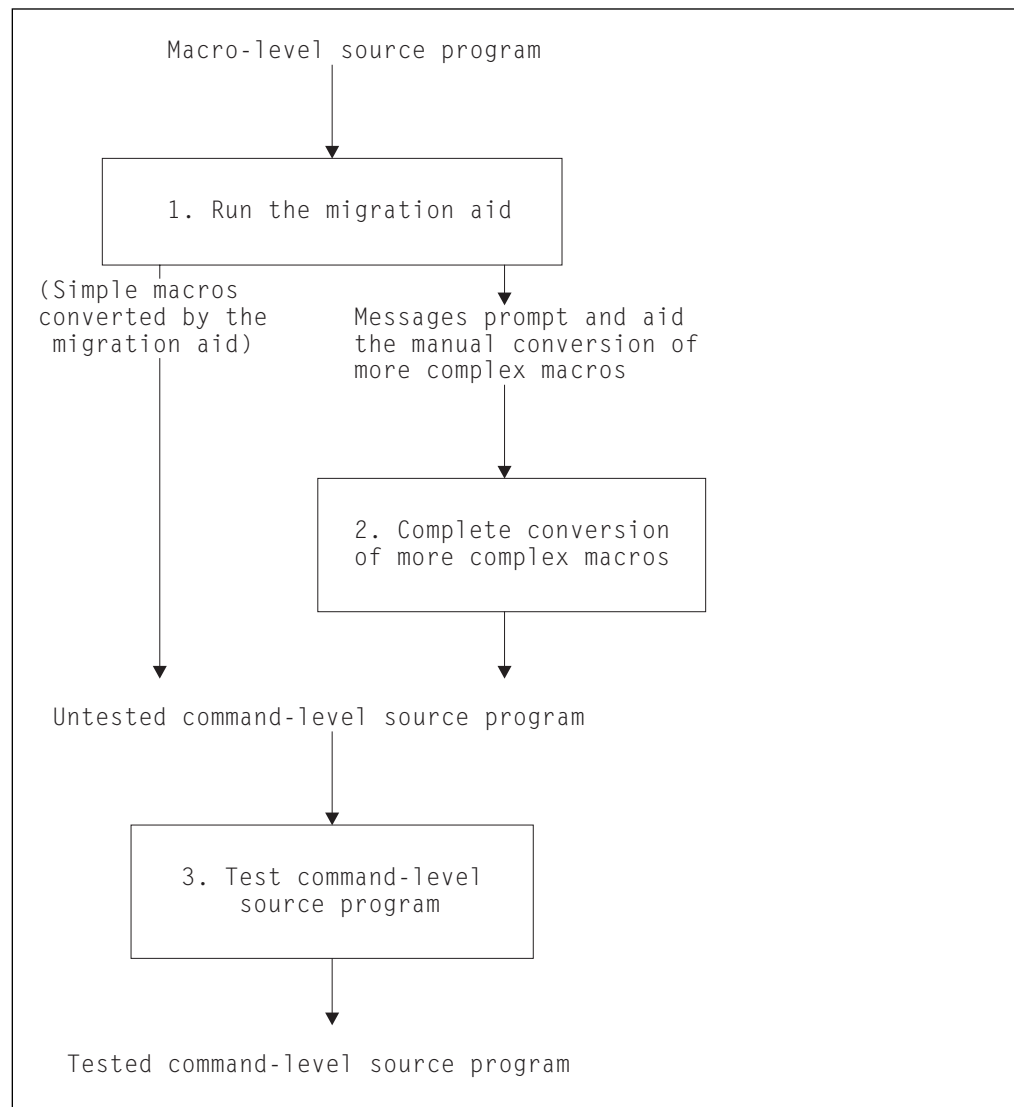 Macro-level source program
1. Run the migration aid
(Simple macros
converted by the
migration aid)
Messages prompt and aid
the manual conversion of
more complex macros
2. Complete conversion
of more complex macros
Untested command-level source program
3. Test command-level
source program
Tested command-level source program